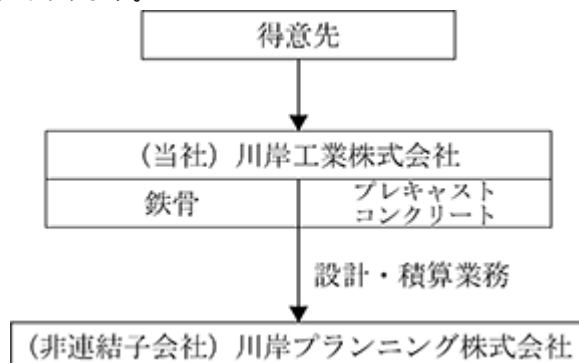 得意先
(当社) 川岸工業株式会社
鉄骨
プレキャスト
コンクリート
設計・積算業務
(非連結子会社) 川岸プランニング株式会社